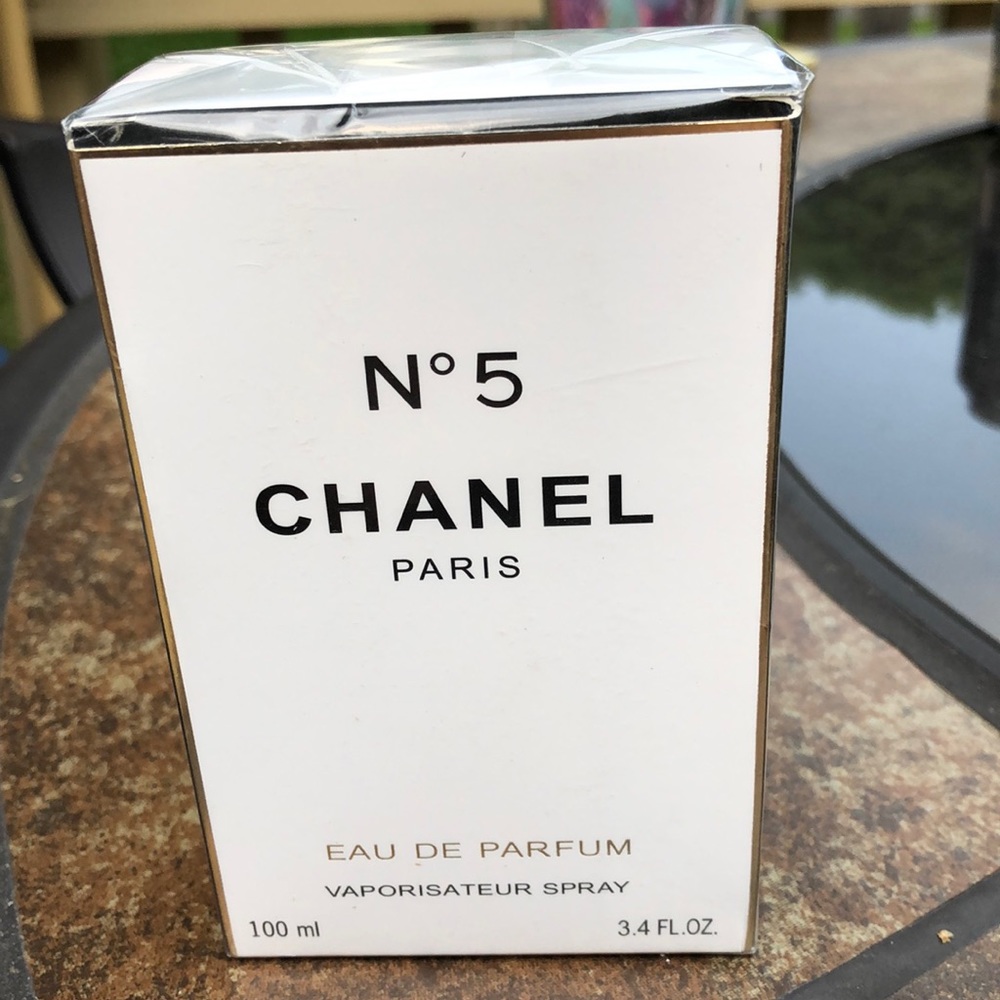 N° 5
CHANEL
PARIS
EAU DE PARFUM
VAPORISATEUR SPRAY
100 ml 3.4 FL.OZ.